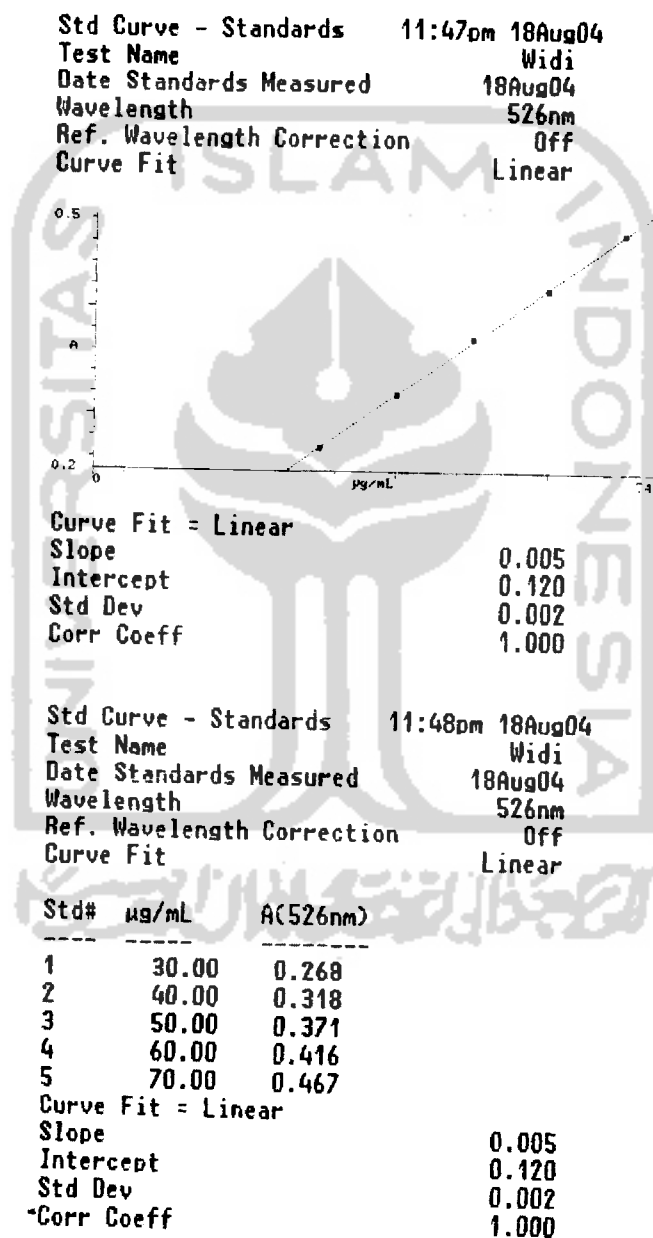 Std Curve - Standards 11:47pm 18Aug04
Test Name Widi
Date Standards Measured 18Aug04
Wavelength 526nm
Ref. Wavelength Correction Off
Curve Fit Linear
ISLAM
UNIVERSITAS
INDONESIA
0.5
A
0.2
0
µg/mL
Curve Fit = Linear
Slope 0.005
Intercept 0.120
Std Dev 0.002
Corr Coeff 1.000
Std Curve - Standards 11:48pm 18Aug04
Test Name Widi
Date Standards Measured 18Aug04
Wavelength 526nm
Ref. Wavelength Correction Off
Curve Fit Linear
Std# µg/mL A(526nm)
---- ----- ---------
1 30.00 0.268
2 40.00 0.318
3 50.00 0.371
4 60.00 0.416
5 70.00 0.467
Curve Fit = Linear
Slope 0.005
Intercept 0.120
Std Dev 0.002
Corr Coeff 1.000